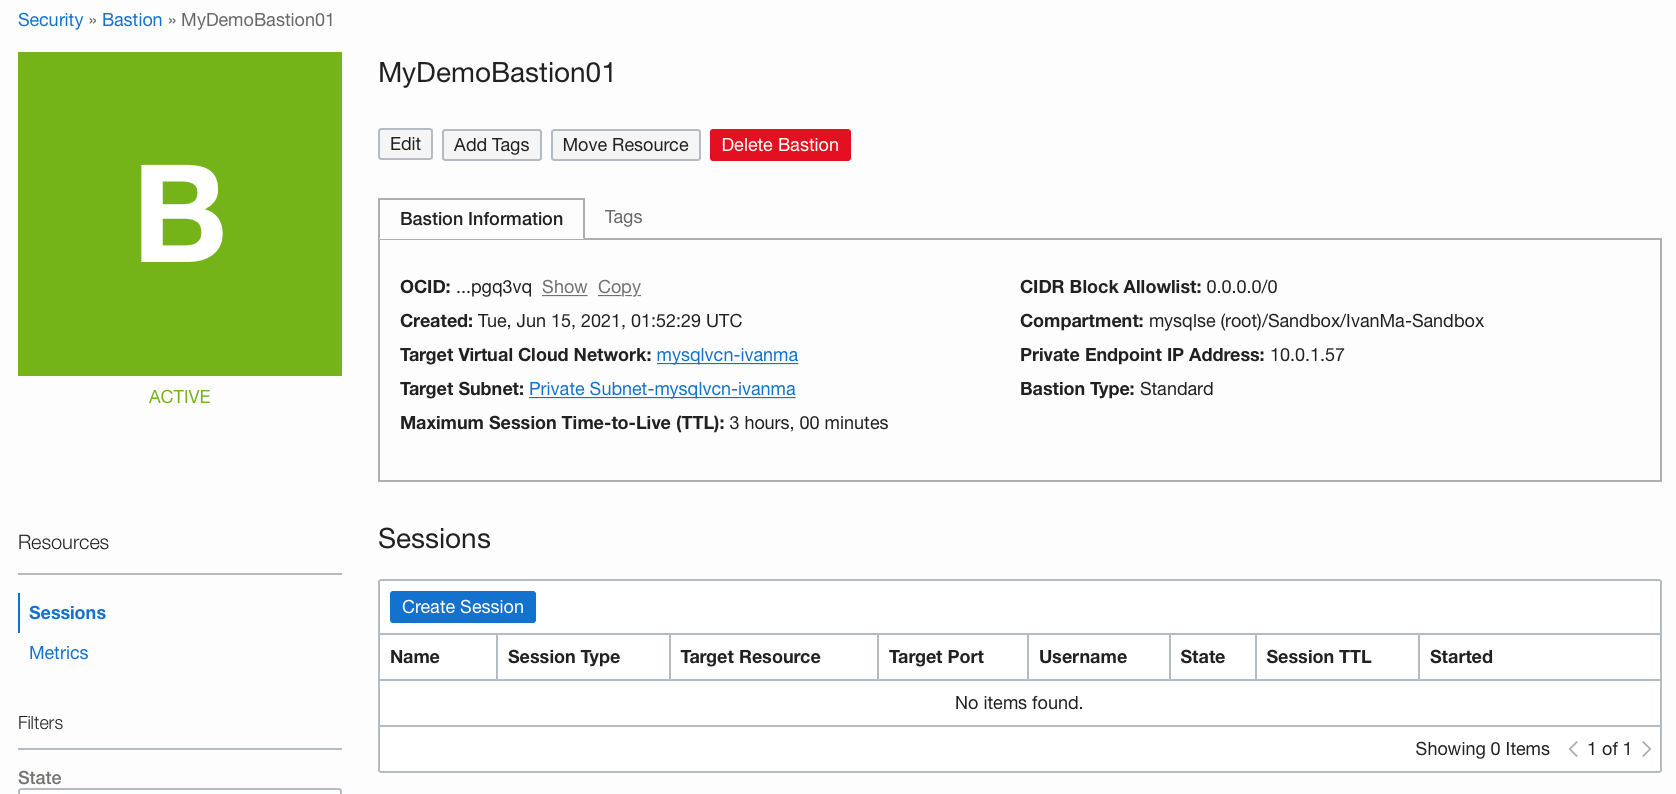 Security » Bastion » MyDemoBastion01
B
ACTIVE
MyDemoBastion01
Edit Add Tags Move Resource Delete Bastion
Bastion Information Tags
OCID: ...pgq3vq Show Copy
Created: Tue, Jun 15, 2021, 01:52:29 UTC
Target Virtual Cloud Network: mysqlvcn-ivanma
Target Subnet: Private Subnet-mysqlvcn-ivanma
Maximum Session Time-to-Live (TTL): 3 hours, 00 minutes
CIDR Block Allowlist: 0.0.0.0/0
Compartment: mysqlse (root)/Sandbox/IvanMa-Sandbox
Private Endpoint IP Address: 10.0.1.57
Bastion Type: Standard
Resources
Sessions
Metrics
Filters
State
Sessions
Create Session
Name Session Type Target Resource Target Port Username State Session TTL Started
No items found.
Showing 0 Items < 1 of 1 >